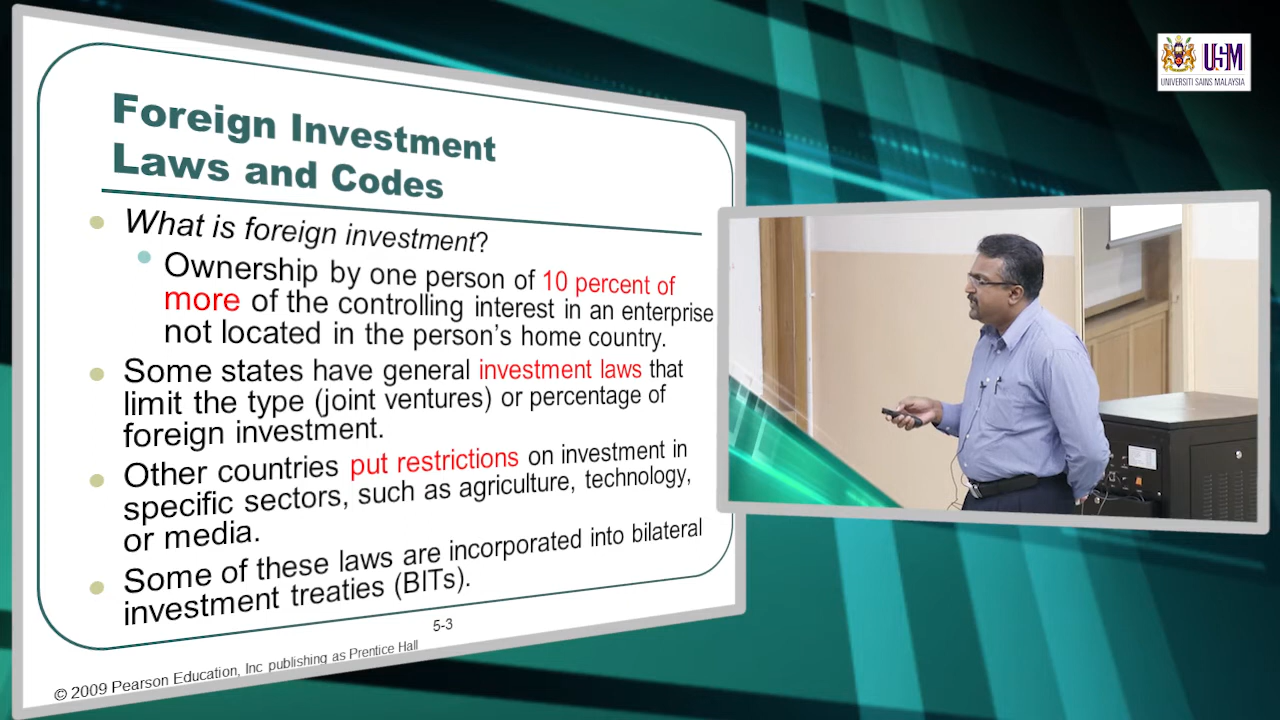 Foreign Investment
Laws and Codes
What is foreign investment?
Ownership by one person of 10 percent of
more of the controlling interest in an enterprise
not located in the person's home country.
Some states have general investment laws that
limit the type (joint ventures) or percentage of
foreign investment.
Other countries put restrictions on investment in
specific sectors, such as agriculture, technology,
or media.
Some of these laws are incorporated into bilateral
investment treaties (BITs).
5-3
© 2009 Pearson Education, Inc publishing as Prentice Hall
USM
UNIVERSITI SAINS MALAYSIA